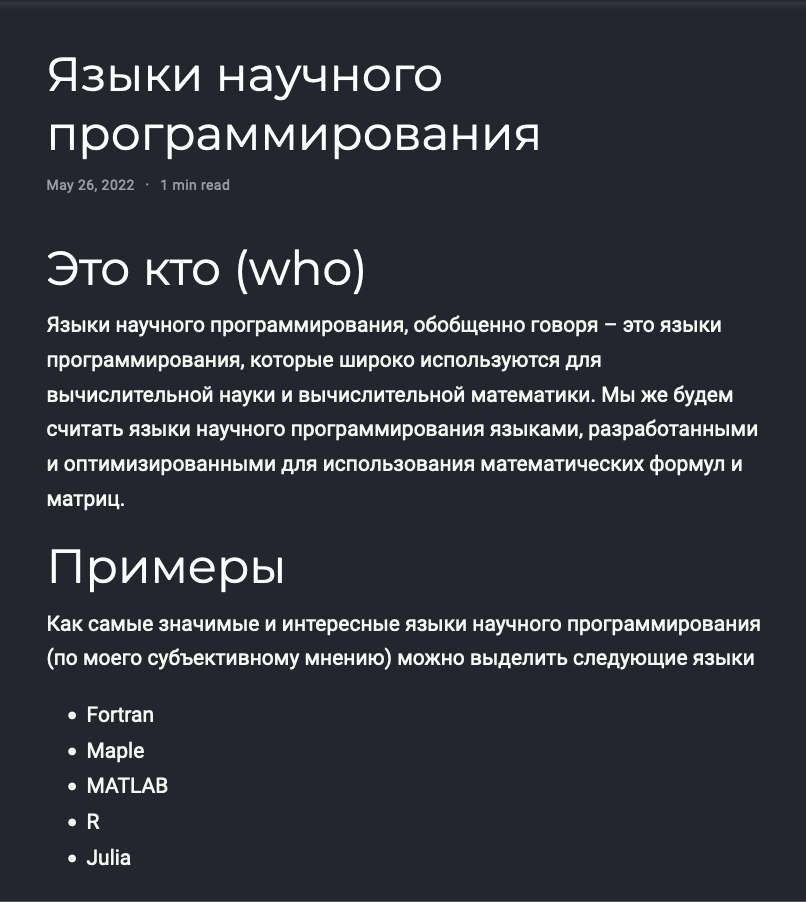 Языки научного
программирования
May 26, 2022 · 1 min read
Это кто (who)
Языки научного программирования, обобщенно говоря – это языки
программирования, которые широко используются для
вычислительной науки и вычислительной математики. Мы же будем
считать языки научного программирования языками, разработанными
и оптимизированными для использования математических формул и
матриц.
Примеры
Как самые значимые и интересные языки научного программирования
(по моего субъективному мнению) можно выделить следующие языки
• Fortran
• Maple
• MATLAB
• R
• Julia